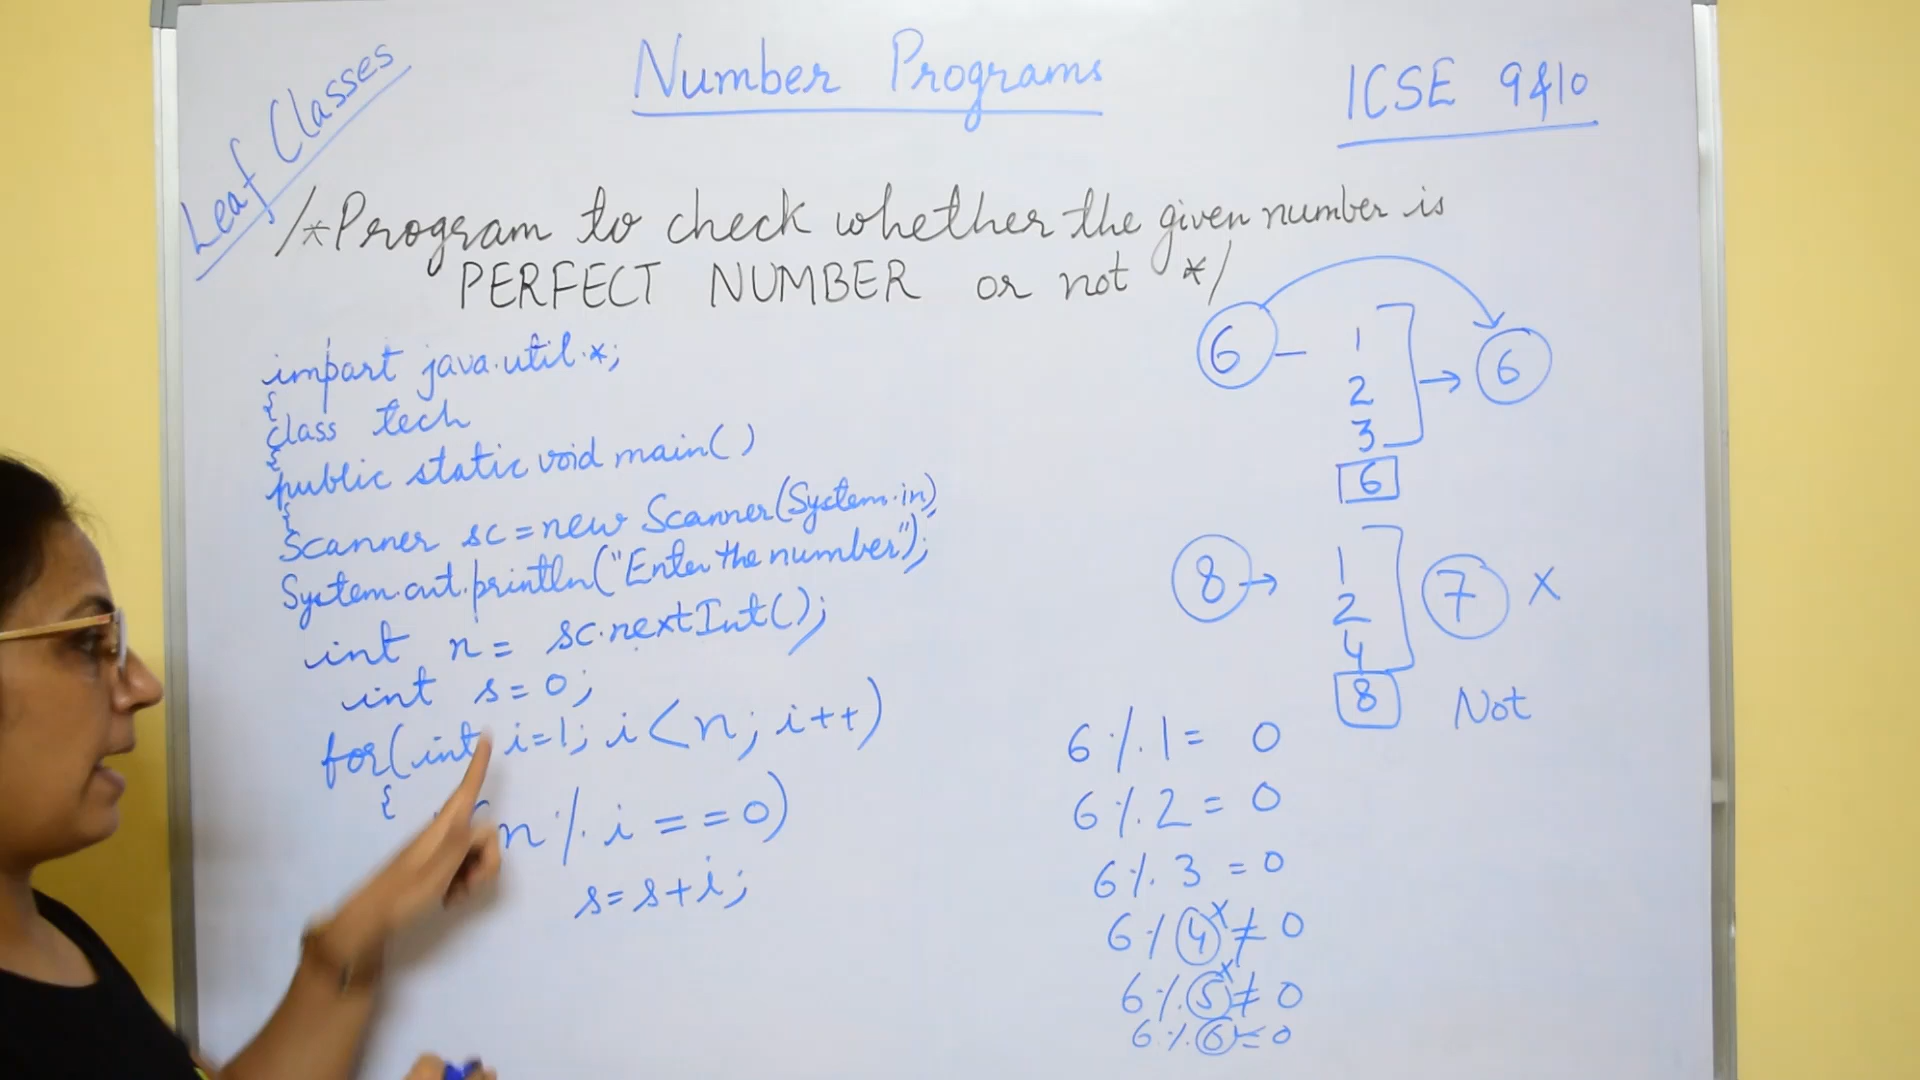 Leaf Classes
Number Programs
ICSE 9&10
/*Program to check whether the given number is
PERFECT NUMBER or not */
import java.util.*;
{
class tech
{
public static void main()
{
Scanner sc=new Scanner(System.in);
System.out.println("Enter the number");
int n= sc.nextInt();
int s=0;
for(int i=1; i<n; i++)
{
n%i==0)
s=s+i;
6 - 1
2
3
6
→ 6
8→ 1
2
4
8
7 x
Not
6%1= 0
6%2=0
6%3=0
6%4x≠0
6%5x≠0
6%6=0